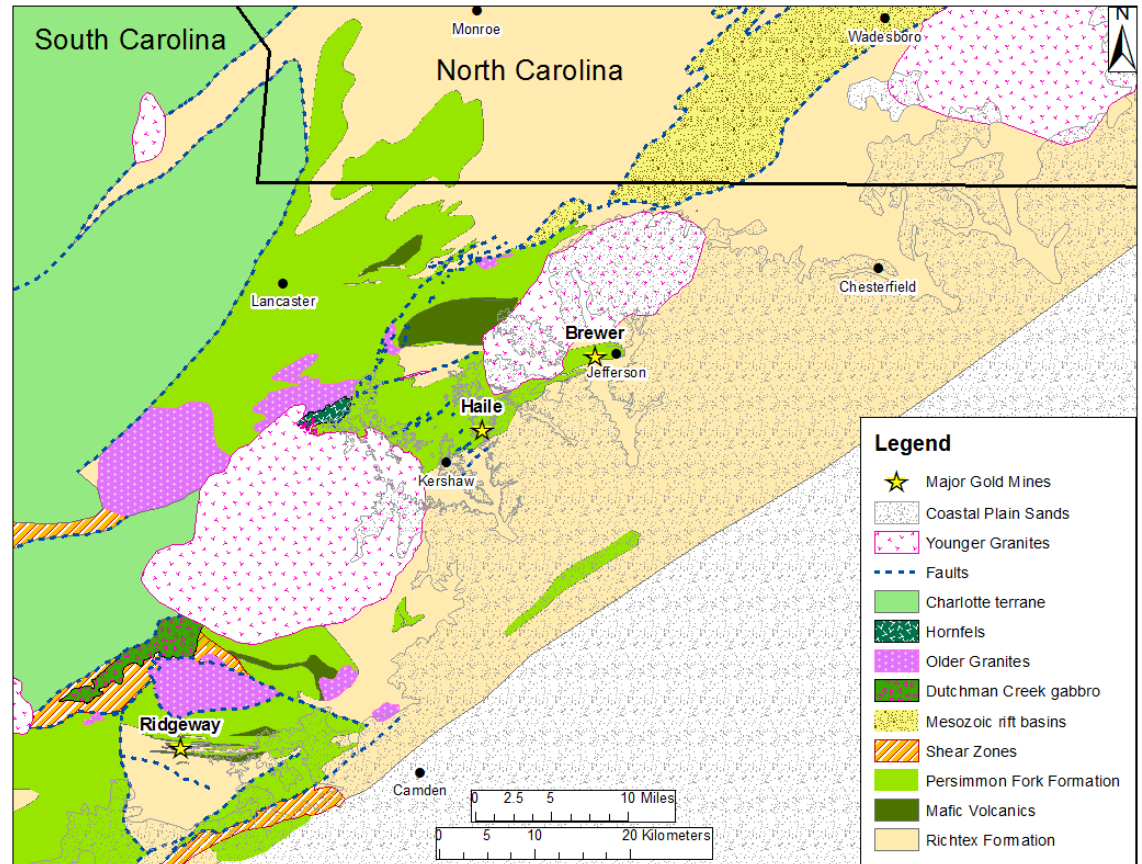 South Carolina
North Carolina
Monroe
Wadesboro
N
Lancaster
Chesterfield
Brewer
Jefferson
Haile
Kershaw
Ridgeway
Camden
0 2.5 5 10 Miles
0 5 10 20 Kilometers
Legend
Major Gold Mines
Coastal Plain Sands
Younger Granites
Faults
Charlotte terrane
Hornfels
Older Granites
Dutchman Creek gabbro
Mesozoic rift basins
Shear Zones
Persimmon Fork Formation
Mafic Volcanics
Richtex Formation